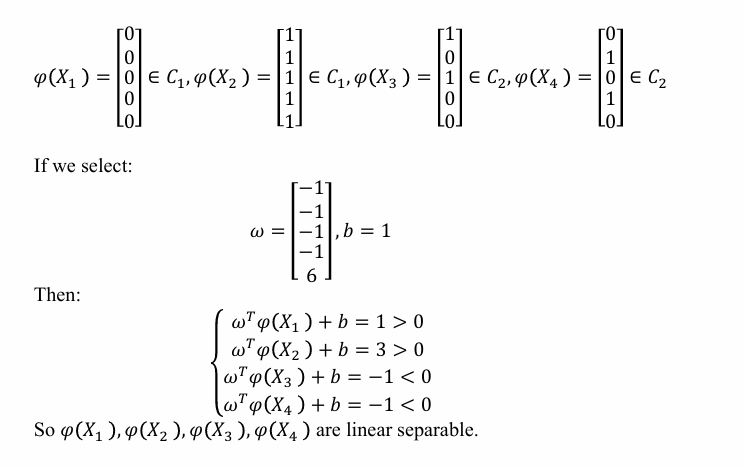 φ(X₁ ) = [0 0 0 0 0] ∈ C₁, φ(X₂ ) = [1 1 1 1 1] ∈ C₁, φ(X₃ ) = [1 0 1 0 0] ∈ C₂, φ(X₄ ) = [0 1 0 1 0] ∈ C₂
If we select:
ω = [−1 −1 −1 −1 6], b = 1
Then:
ωᵀφ(X₁ ) + b = 1 > 0
ωᵀφ(X₂ ) + b = 3 > 0
ωᵀφ(X₃ ) + b = −1 < 0
ωᵀφ(X₄ ) + b = −1 < 0
So φ(X₁ ), φ(X₂ ), φ(X₃ ), φ(X₄ ) are linear separable.